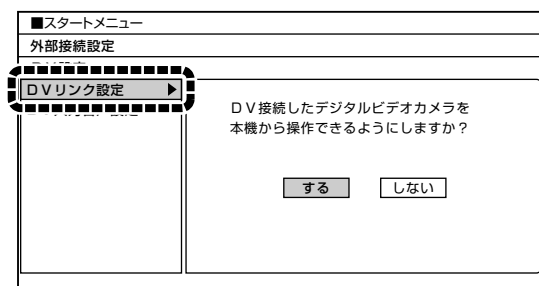 ■スタートメニュー
外部接続設定
ＤＶリンク設定 ▶
ＤＶ接続したデジタルビデオカメラを
本機から操作できるようにしますか？
する しない